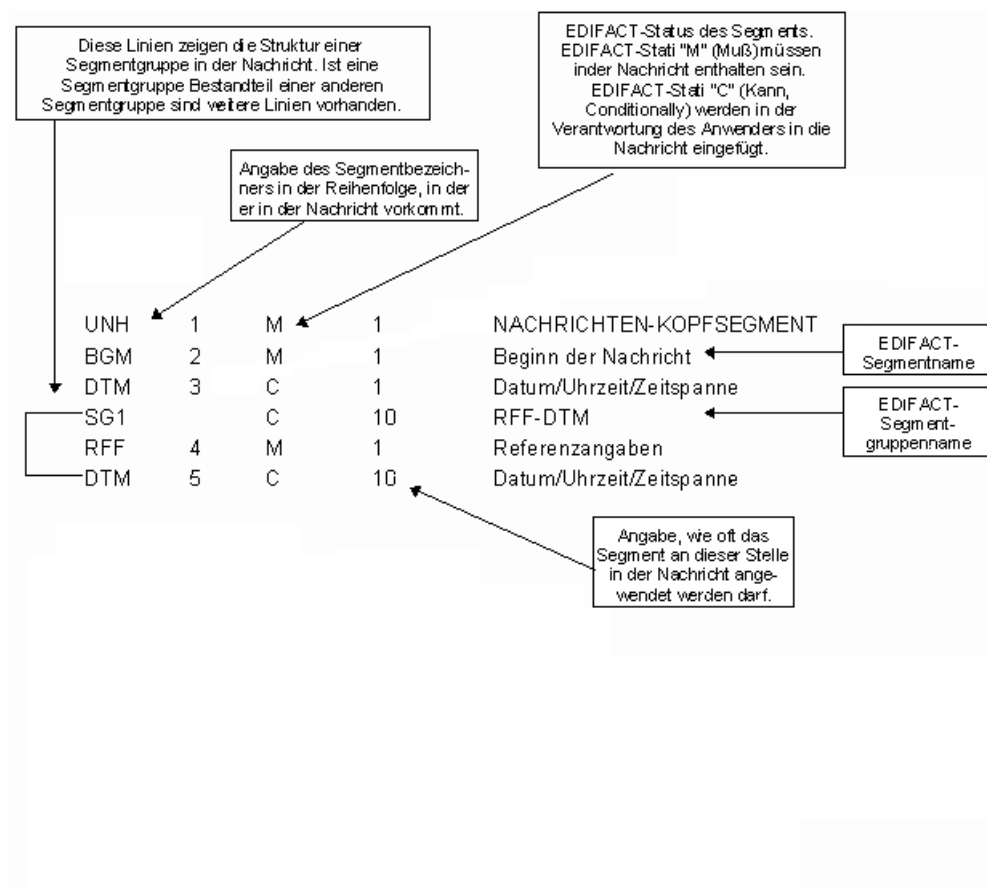 Diese Linien zeigen die Struktur einer
Segmentgruppe in der Nachricht. Ist eine
Segmentgruppe Bestandteil einer anderen
Segmentgruppe sind weitere Linien vorhanden.
EDIFACT-Status des Segments.
EDIFACT-Stati "M" (Muß) müssen
inder Nachricht enthalten sein.
EDIFACT-Stati "C" (Kann,
Conditionally) werden in der
Verantwortung des Anwenders in die
Nachricht eingefügt.
Angabe des Segmentbezeich-
ners in der Reihenfolge, in der
er in der Nachricht vorkommt.
UNH 1 M 1 NACHRICHTEN-KOPFSEGMENT
BGM 2 M 1 Beginn der Nachricht
DTM 3 C 1 Datum/Uhrzeit/Zeitspanne
SG1 C 10 RFF-DTM
RFF 4 M 1 Referenzangaben
DTM 5 C 10 Datum/Uhrzeit/Zeitspanne
EDIFACT-
Segmentname
EDIFACT-
Segment-
gruppenname
Angabe, wie oft das
Segment an dieser Stelle
in der Nachricht ange-
wendet werden darf.